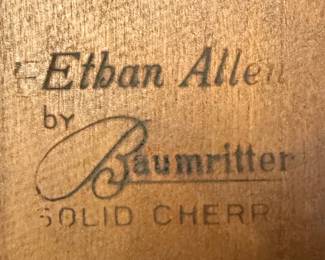 Ethan Allen
by
Baumritter
SOLID CHERR